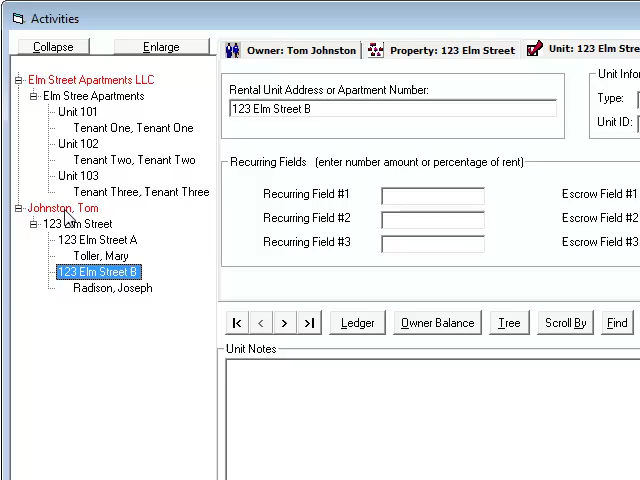 Activities
Collapse
Enlarge
Elm Street Apartments LLC
Elm Stree Apartments
Unit 101
Tenant One, Tenant One
Unit 102
Tenant Two, Tenant Two
Unit 103
Tenant Three, Tenant Three
Johnston, Tom
123 Elm Street
123 Elm Street A
Toller, Mary
123 Elm Street B
Radison, Joseph
Owner: Tom Johnston
Property: 123 Elm Street
Unit: 123 Elm Stre
Rental Unit Address or Apartment Number:
123 Elm Street B
Unit Infor
Type:
Unit ID:
Recurring Fields (enter number amount or percentage of rent)
Recurring Field #1
Escrow Field #1
Recurring Field #2
Escrow Field #
Recurring Field #3
Escrow Field #
Ledger
Owner Balance
Tree
Scroll By
Find
Unit Notes